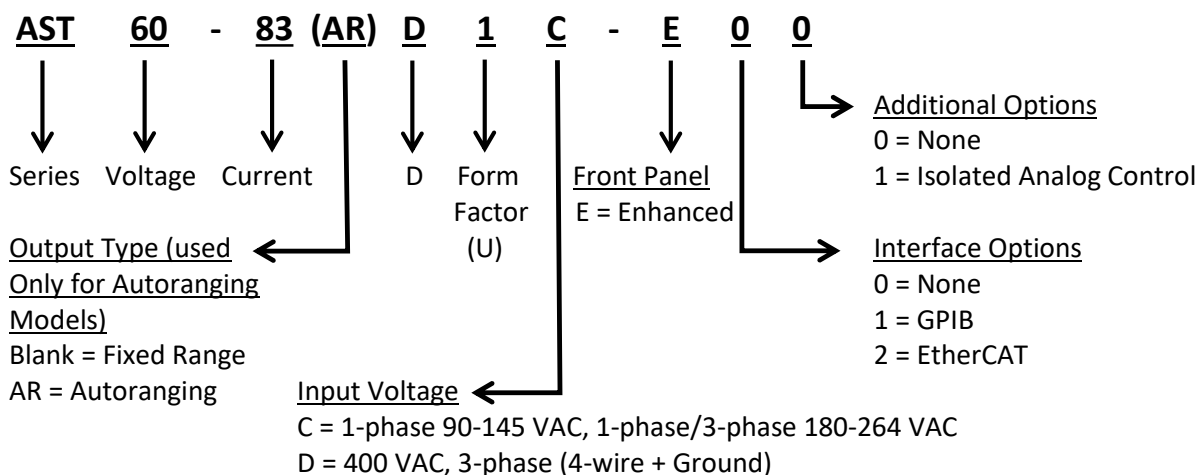 AST 60 - 83 (AR) D 1 C - E 0 0
Additional Options
0 = None
1 = Isolated Analog Control
Series Voltage Current D Form
Factor
(U)
Front Panel
E = Enhanced
Output Type (used
Only for Autoranging
Models)
Blank = Fixed Range
AR = Autoranging
Interface Options
0 = None
1 = GPIB
2 = EtherCAT
Input Voltage
C = 1-phase 90-145 VAC, 1-phase/3-phase 180-264 VAC
D = 400 VAC, 3-phase (4-wire + Ground)